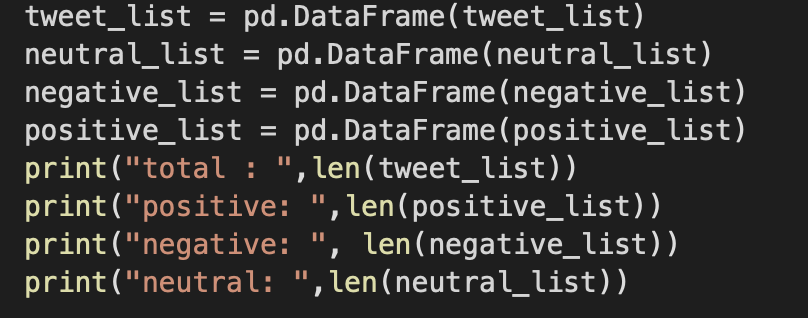 tweet_list = pd.DataFrame(tweet_list)
neutral_list = pd.DataFrame(neutral_list)
negative_list = pd.DataFrame(negative_list)
positive_list = pd.DataFrame(positive_list)
print("total : ",len(tweet_list))
print("positive: ",len(positive_list))
print("negative: ", len(negative_list))
print("neutral: ",len(neutral_list))